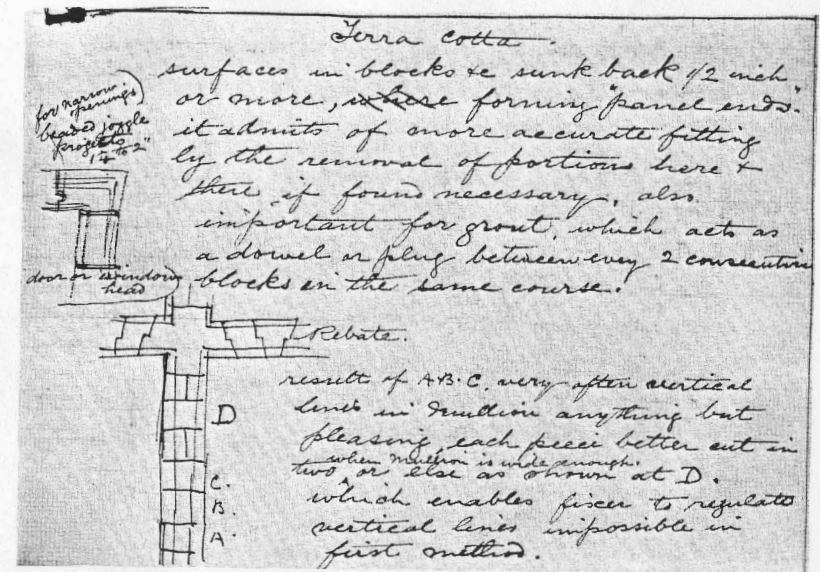 Terra Cotta.
surfaces in blocks &c sunk back 1/2 inch
or more, where forming "panel ends".
it admits of more accurate fitting
by the removal of portions here &
there if found necessary, also
important for grout, which acts as
a dowel or plug between every 2 consecutive
blocks in the same course.
for narrow
openings
beaded joggle
projects
1 1/4" to 2"
door or window
head
Rebate.
result of A.B.C. very often vertical
lines in mullion anything but
pleasing, each piece better cut in
when mullion is wide enough.
two or else as shown at D.
which enables fixer to regulate
vertical lines impossible in
first method.
D
C.
B.
A.